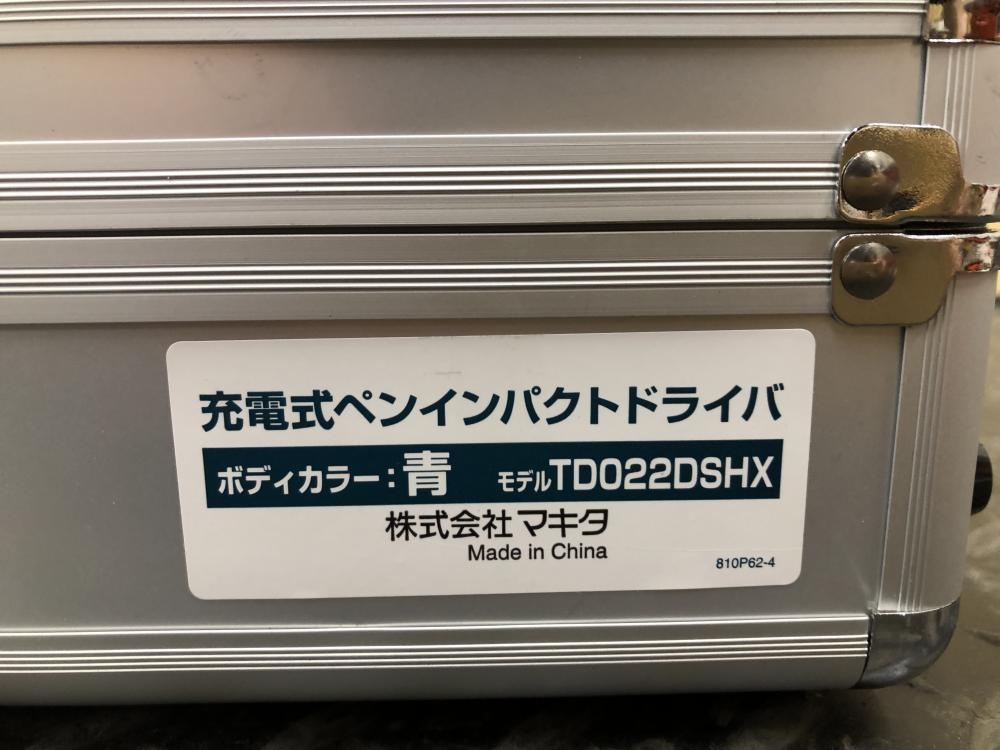 充電式ペンインパクトドライバ
ボディカラー：青 モデルTD022DSHX
株式会社マキタ
Made in China
810P62-4